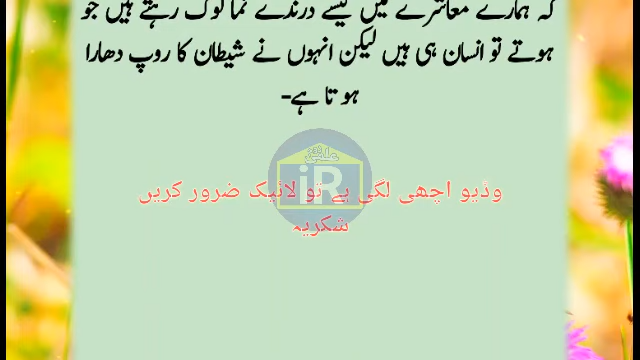 کہ ہمارے معاشرے میں کیسے درندے نما لوگ رہتے ہیں جو
ہوتے تو انسان ہی ہیں لیکن انہوں نے شیطان کا روپ دھارا
ہوتا ہے-
iR
وڈیو اچھی لگی ہے تو لائیک ضرور کریں
شکریہ